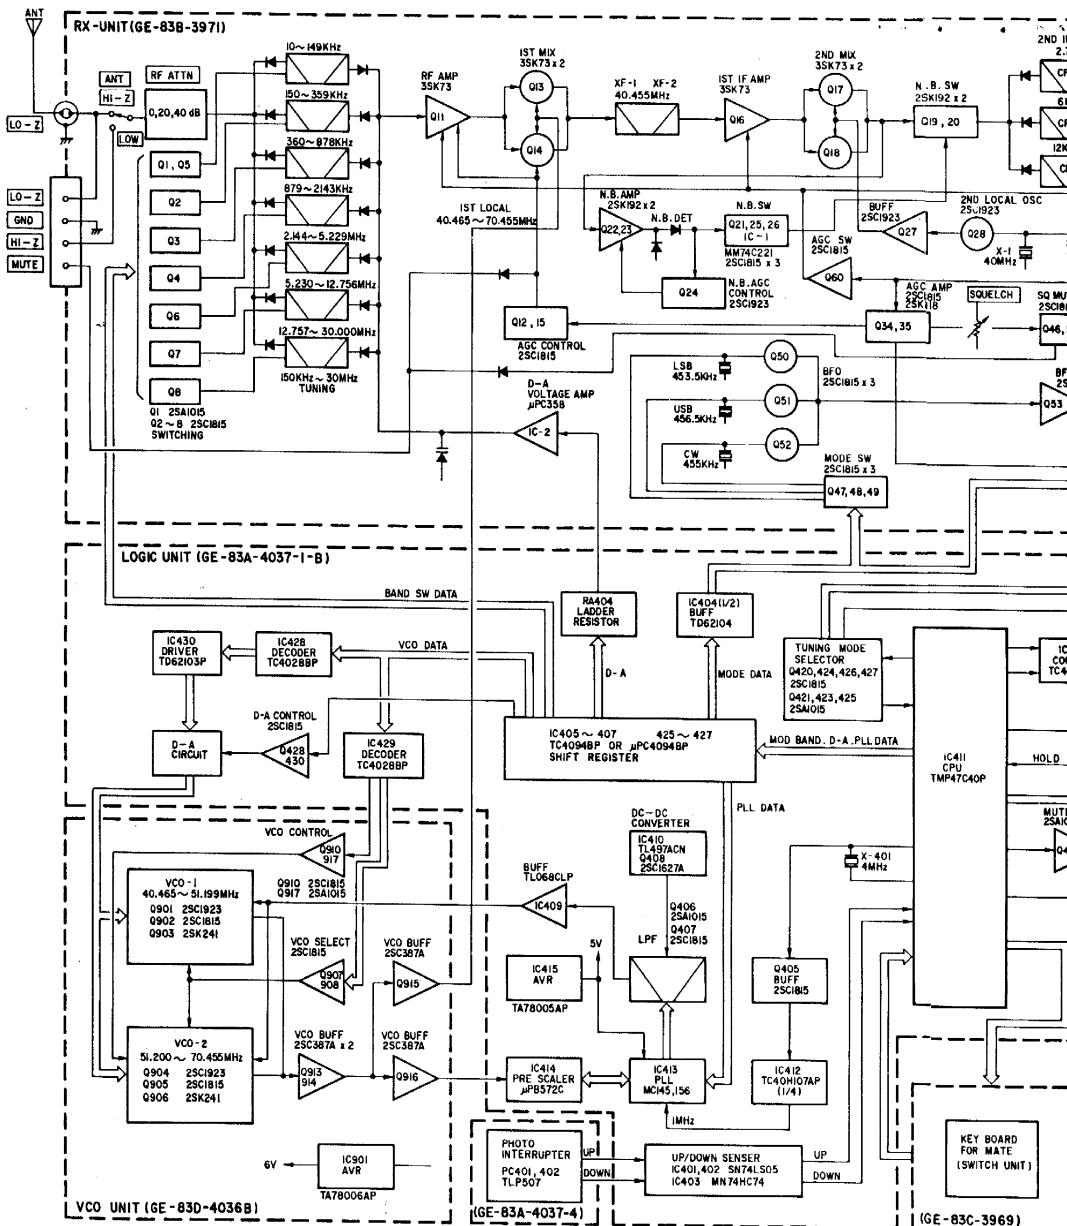 ANT
RX-UNIT(GE-83B-3971)
LO-Z
ANT
HI-Z
LOW
RF ATTN
0,20,40 dB
LO-Z
GND
HI-Z
MUTE
Q1, Q5
Q2
Q3
Q4
Q6
Q7
Q8
Q1 2SA1015
Q2~8 2SC1815
SWITCHING
10~149KHz
150~359KHz
360~878KHz
879~2143KHz
2.144~5.229MHz
5.230~12.756MHz
12.757~30.000MHz
150KHz~30MHz
TUNING
RF AMP
3SK73
Q11
1ST MIX
3SK73x2
Q13
Q14
XF-1 XF-2
40.455MHz
1ST IF AMP
3SK73
Q16
2ND MIX
3SK73x2
Q17
Q18
N.B. SW
2SK192x2
Q19, 20
1ST LOCAL
40.465~70.455MHz
N.B.AMP
2SK192x2
Q22,23
N.B.DET
N.B.SW
Q21,25,26
IC-1
MM74C221
2SC1815x3
Q24
N.B.AGC
CONTROL
2SC1923
BUFF
2SC1923
Q27
2ND LOCAL OSC
2SC1923
Q28
X-1
40MHz
AGC SW
2SC1815
Q60
AGC AMP
2SC1815
2SK118
Q34,35
SQUELCH
Q12, 15
AGC CONTROL
2SC1815
D-A
VOLTAGE AMP
μPC358
IC-2
LSB
453.5KHz
USB
456.5KHz
CW
455KHz
Q50
Q51
Q52
BFO
2SC1815x3
Q53
MODE SW
2SC1815x3
Q47,48,49
LOGIC UNIT (GE-83A-4037-1-B)
BAND SW DATA
RA404
LADDER
RESISTOR
IC404(1/2)
BUFF
TD62104
IC430
DRIVER
TD62103P
IC428
DECODER
TC4028BP
VCO DATA
D-A
MODE DATA
TUNING MODE
SELECTOR
Q420,424,426,427
2SC1815
Q421,423,425
2SA1015
D-A
CIRCUIT
D-A CONTROL
2SC1815
Q428
430
IC429
DECODER
TC4028BP
IC405~407 425~427
TC4094BP OR μPC4094BP
SHIFT REGISTER
MOD BAND. D-A.PLL DATA
IC411
CPU
TMP47C40P
HOLD
PLL DATA
DC-DC
CONVERTER
IC410
TL497ACN
Q408
2SC1627A
X-401
4MHz
VCO CONTROL
Q910
917
Q910 2SC1815
Q917 2SA1015
VCO-1
40.465~51.199MHz
Q901 2SC1923
Q902 2SC1815
Q903 2SK241
BUFF
TL068CLP
IC409
Q406
2SA1015
Q407
2SC1815
LPF
5V
IC415
AVR
TA78005AP
VCO SELECT
2SC1815
Q907
908
VCO BUFF
2SC387A
Q915
Q405
BUFF
2SC1815
VCO-2
51.200~70.455MHz
Q904 2SC1923
Q905 2SC1815
Q906 2SK241
VCO BUFF
2SC387Ax2
Q913
914
VCO BUFF
2SC387A
Q916
IC414
PRE SCALER
μPB572C
IC413
PLL
MC145,156
IC412
TC40H107AP
(1/4)
1MHz
6V
IC901
AVR
TA78006AP
PHOTO
INTERRUPTER
PC401, 402
TLP507
UP
DOWN
UP/DOWN SENSER
IC401,402 SN74LS05
IC403 MN74HC74
UP
DOWN
KEY BOARD
FOR MATE
(SWITCH UNIT)
VCO UNIT (GE-83D-4036B)
(GE-83A-4037-4)
(GE-83C-3969)